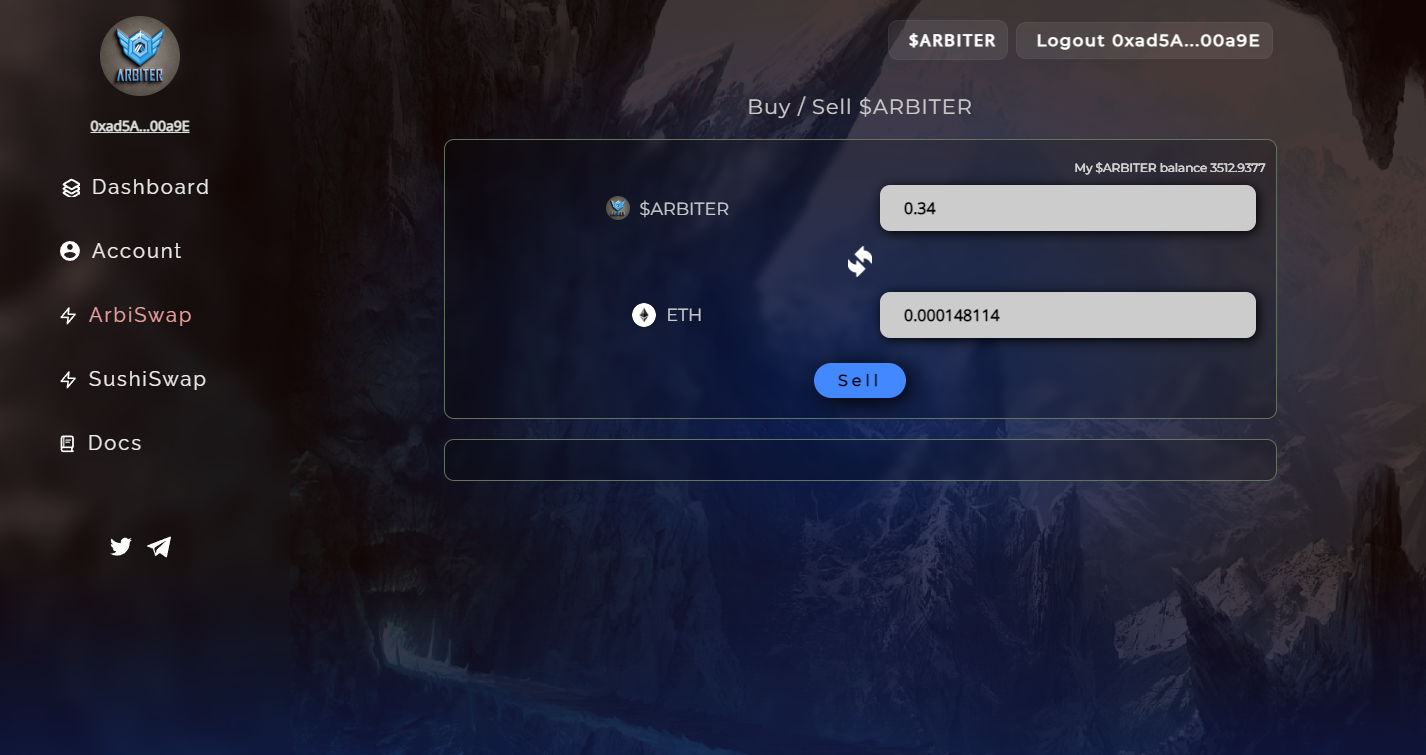 ARBITER
0xad5A...00a9E
Dashboard
Account
ArbiSwap
SushiSwap
Docs
$ARBITER
Logout 0xad5A...00a9E
Buy / Sell $ARBITER
My $ARBITER balance 3512.9377
$ARBITER
0.34
ETH
0.000148114
Sell